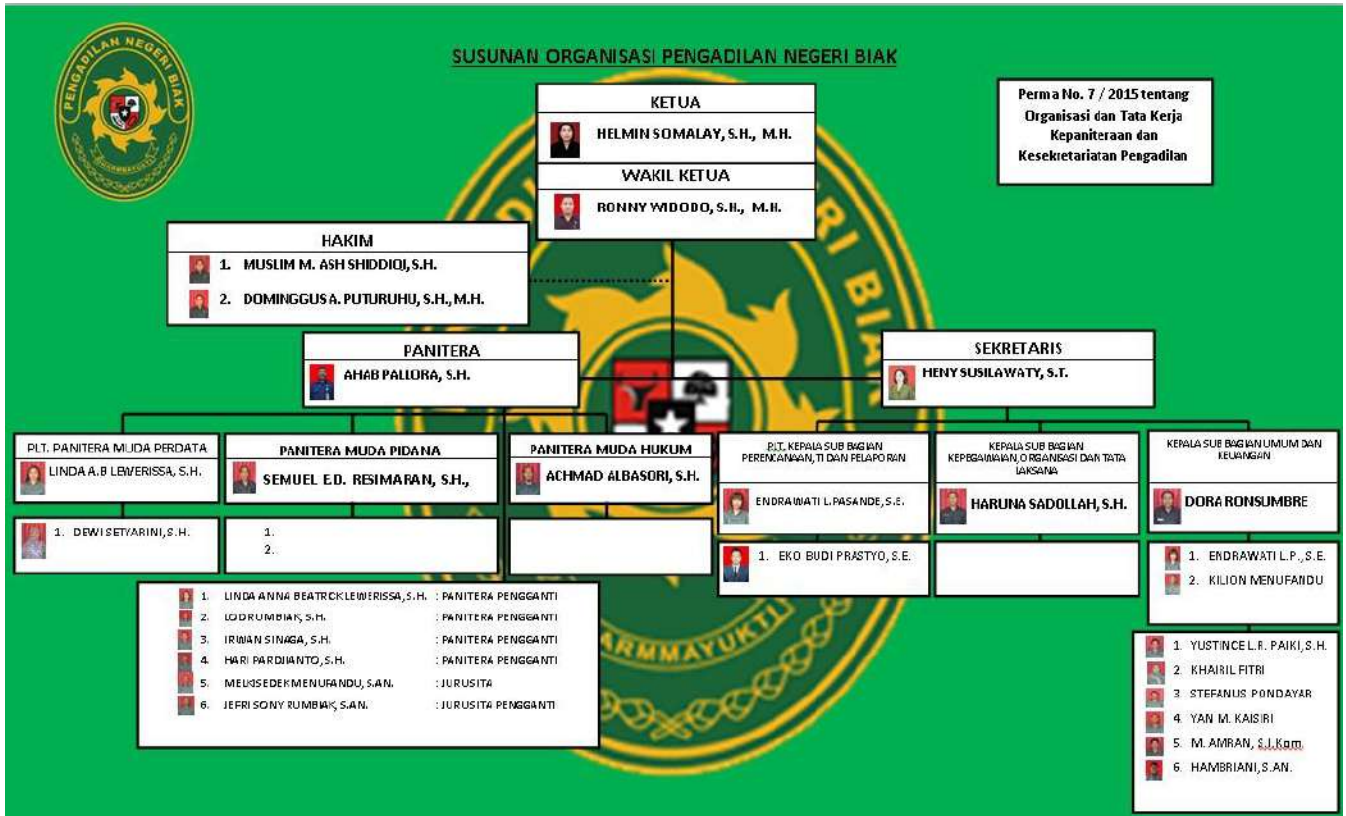 PENGADILAN NEGERI BIAK
DHARMMAYUKTI
SUSUNAN ORGANISASI PENGADILAN NEGERI BIAK
Perma No. 7 / 2015 tentang
Organisasi dan Tata Kerja
Kepaniteraan dan
Kesekretariatan Pengadilan
KETUA
HELMIN SOMALAY, S.H., M.H.
WAKIL KETUA
RONNY WIDODO, S.H., M.H.
HAKIM
1. MUSLIM M. ASH SHIDDIQI, S.H.
2. DOMINGGUS A. PUTURUHU, S.H., M.H.
PANITERA
AHAB PALLORA, S.H.
SEKRETARIS
HENY SUSILAWATY, S.T.
PLT. PANITERA MUDA PERDATA
LINDA A.B LEWERISSA, S.H.
1. DEWI SETYARINI, S.H.
PANITERA MUDA PIDANA
SEMUEL E.D. RESIMARAN, S.H.,
1.
2.
PANITERA MUDA HUKUM
ACHMAD ALBASORI, S.H.
PLT. KEPALA SUB BAGIAN
PERENCANAAN, TI DAN PELAPORAN
ENDRAWATI L.PASANDE, S.E.
1. EKO BUDI PRASTYO, S.E.
KEPALA SUB BAGIAN
KEPEGAWAIAN, ORGANISASI DAN TATA
LAKSANA
HARUNA SADOLLAH, S.H.
KEPALA SUB BAGIAN UMUM DAN
KEUANGAN
DORA RONSUMBRE
1. ENDRAWATI L.P., S.E.
2. KILION MENUFANDU
1. LINDA ANNA BEATRCK LEWERISSA, S.H. : PANITERA PENGGANTI
2. LOD RUMBIAK, S.H. : PANITERA PENGGANTI
3. IRWAN SINAGA, S.H. : PANITERA PENGGANTI
4. HARI PARDJIANTO, S.H. : PANITERA PENGGANTI
5. MELKISEDEK MENUFANDU, S.AN. : JURUSITA
6. JEFRI SONY RUMBIAK, S.AN. : JURUSITA PENGGANTI
1. YUSTINCE L.R. PAIKI, S.H.
2. KHAIRIL FITRI
3 STEFANUS PONDAYAR
4 YAN M. KAISIRI
5. M. AMRAN, S.I.Kom
6. HAMBRIANI, S.AN.